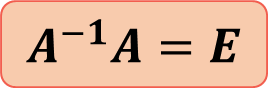 A⁻¹A = E